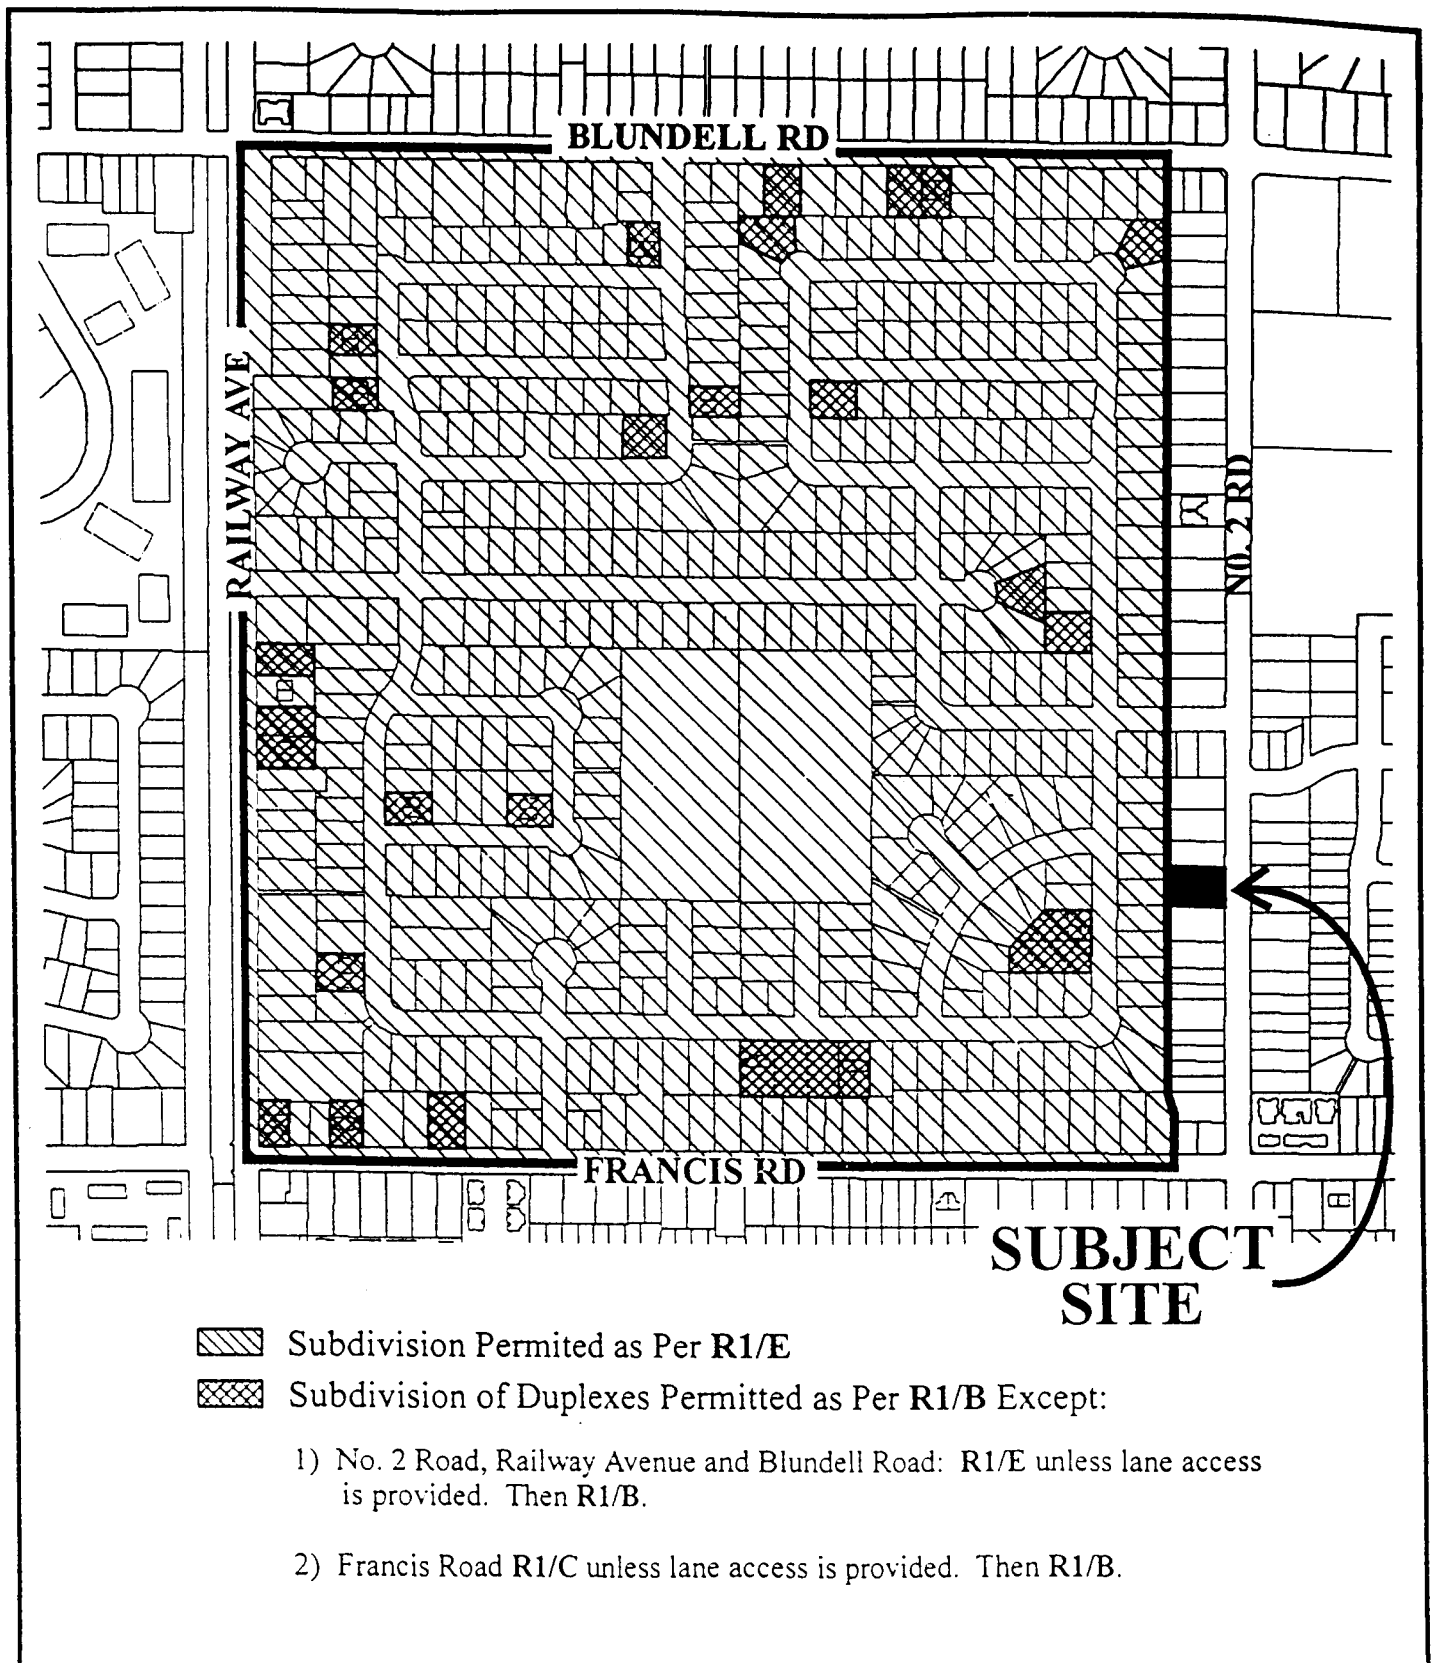 BLUNDELL RD
RAILWAY AVE
NO. 2 RD
FRANCIS RD
SUBJECT
SITE
Subdivision Permited as Per R1/E
Subdivision of Duplexes Permitted as Per R1/B Except:
1) No. 2 Road, Railway Avenue and Blundell Road: R1/E unless lane access
is provided. Then R1/B.
2) Francis Road R1/C unless lane access is provided. Then R1/B.